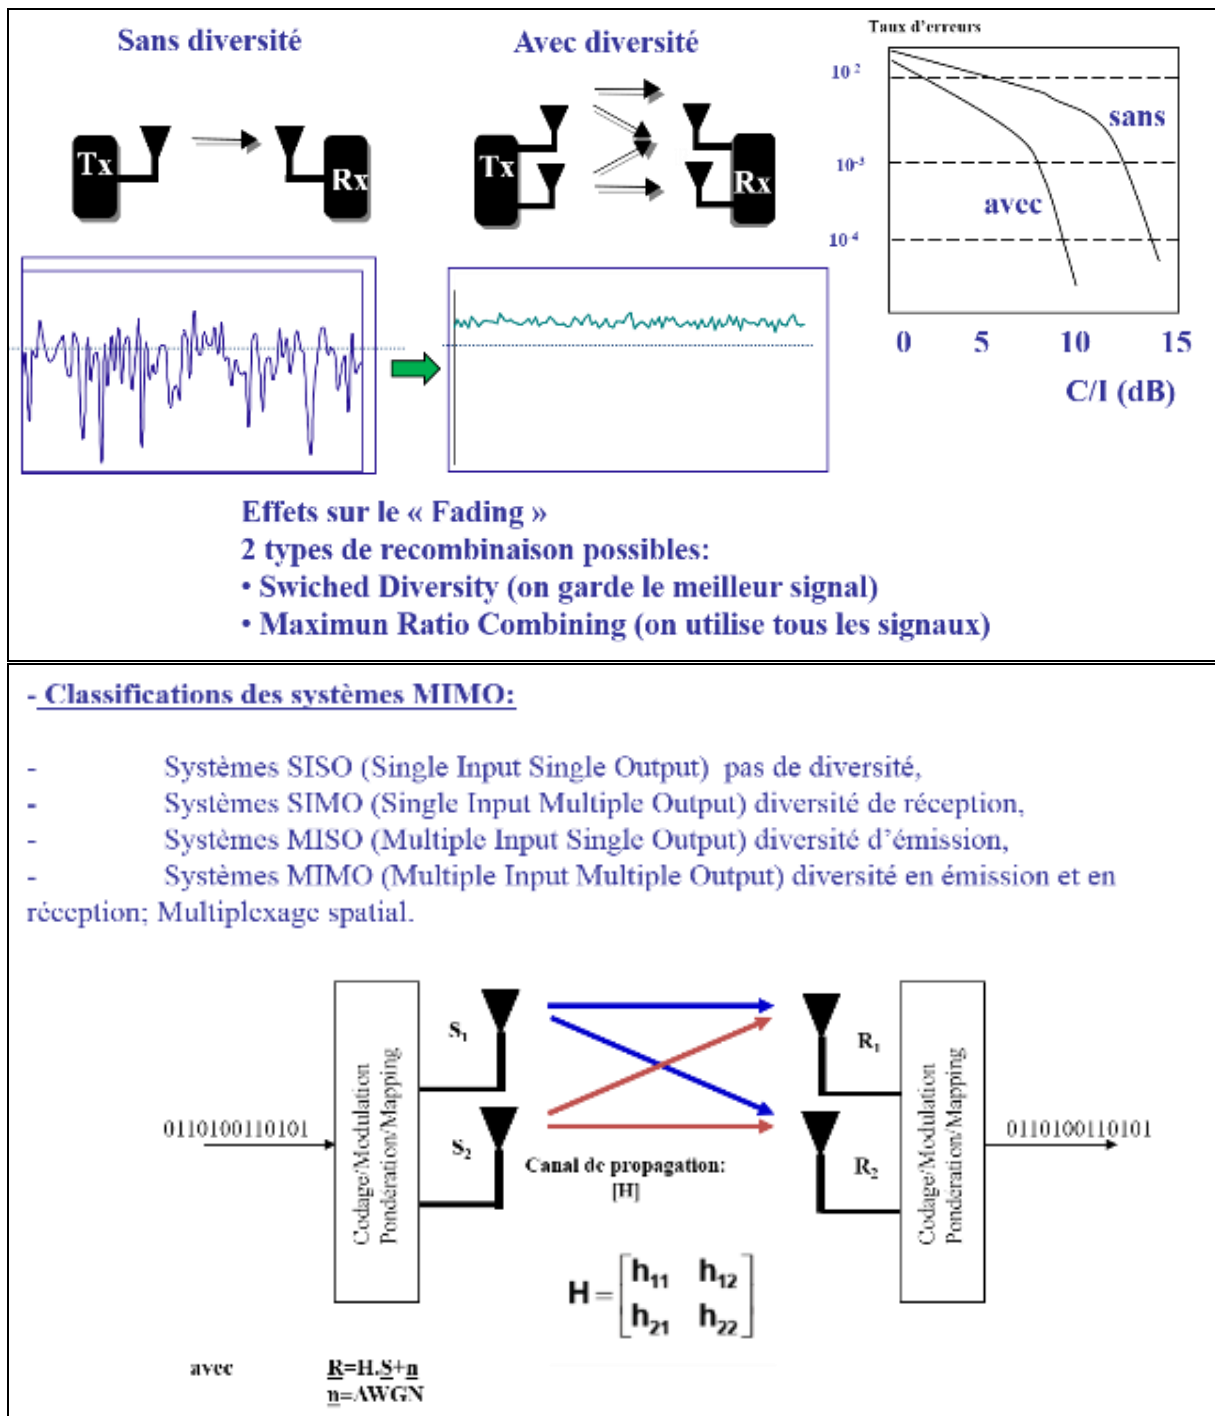 Sans diversité
Avec diversité
Taux d'erreurs
Tx
Rx
Tx
Rx
10-2
10-3
10-4
sans
avec
0 5 10 15
C/I (dB)
Effets sur le « Fading »
2 types de recombinaison possibles:
• Swiched Diversity (on garde le meilleur signal)
• Maximun Ratio Combining (on utilise tous les signaux)
- Classifications des systèmes MIMO:
- Systèmes SISO (Single Input Single Output) pas de diversité,
- Systèmes SIMO (Single Input Multiple Output) diversité de réception,
- Systèmes MISO (Multiple Input Single Output) diversité d'émission,
- Systèmes MIMO (Multiple Input Multiple Output) diversité en émission et en
réception; Multiplexage spatial.
0110100110101
Codage/Modulation
Pondération/Mapping
S1
S2
Canal de propagation:
[H]
R1
R2
Codage/Modulation
Pondération/Mapping
0110100110101
H = [h11 h12
h21 h22]
avec R=H.S+n
n=AWGN